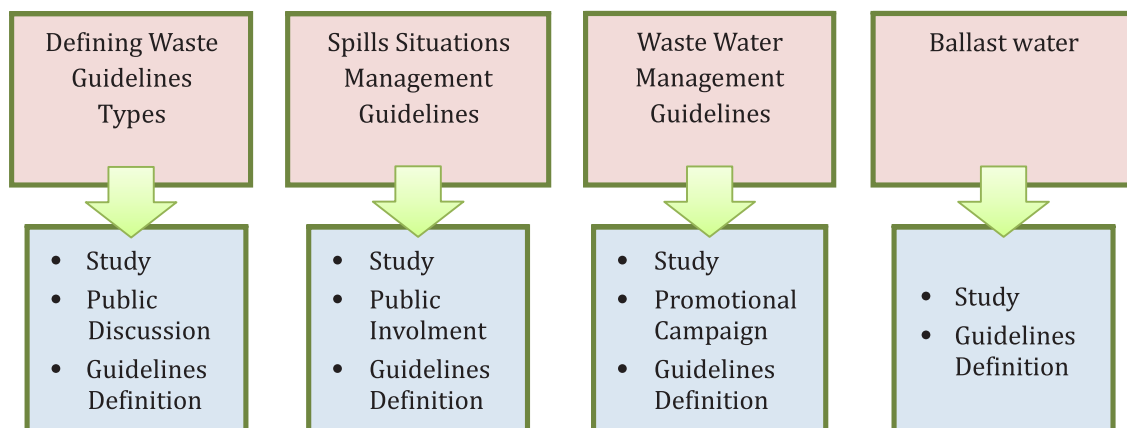 Defining Waste
Guidelines
Types
Spills Situations
Management
Guidelines
Waste Water
Management
Guidelines
Ballast water
• Study
• Public
Discussion
• Guidelines
Definition
• Study
• Public
Involment
• Guidelines
Definition
• Study
• Promotional
Campaign
• Guidelines
Definition
• Study
• Guidelines
Definition